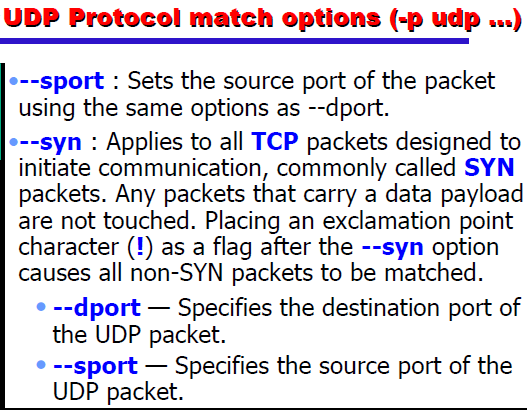 UDP Protocol match options (-p udp ...)
•--sport : Sets the source port of the packet
using the same options as --dport.
•--syn : Applies to all TCP packets designed to
initiate communication, commonly called SYN
packets. Any packets that carry a data payload
are not touched. Placing an exclamation point
character (!) as a flag after the --syn option
causes all non-SYN packets to be matched.
• --dport — Specifies the destination port of
the UDP packet.
• --sport — Specifies the source port of the
UDP packet.